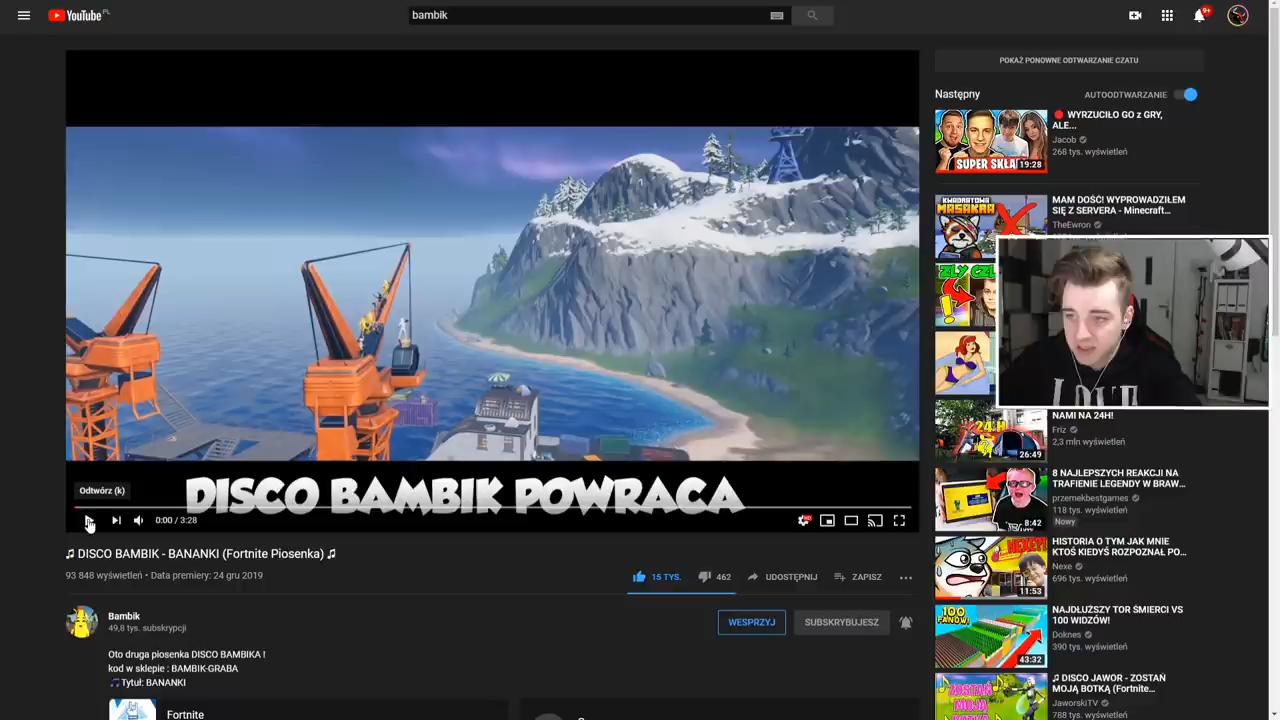 YouTube PL
bambik
9+
DISCO BAMBIK POWRACA
Odtwórz (k)
0:00 / 3:28
HD
♫ DISCO BAMBIK - BANANKI (Fortnite Piosenka) ♫
93 848 wyświetleń • Data premiery: 24 gru 2019
15 TYS.
462
UDOSTĘPNIJ
ZAPISZ
Bambik
49,8 tys. subskrypcji
WESPRZYJ
SUBSKRYBUJESZ
Oto druga piosenka DISCO BAMBIKA !
kod w sklepie : BAMBIK-GRABA
🎵Tytuł: BANANKI
Fortnite
POKAŻ PONOWNE ODTWARZANIE CZATU
Następny
AUTOODTWARZANIE
SUPER SKŁA
19:28
🔴 WYRZUCIŁO GO z GRY,
ALE...
Jacob
268 tys. wyświetleń
KWADRATOWA
MASAKRA
MAM DOŚĆ! WYPROWADZIŁEM
SIĘ Z SERVERA - Minecraft...
TheEwron
ZŁY CZŁ
24H
26:49
NAMI NA 24H!
Friz
2,3 mln wyświetleń
8:42
8 NAJLEPSZYCH REAKCJI NA
TRAFIENIE LEGENDY W BRAW...
przemekbestgames
118 tys. wyświetleń
Nowy
NEXE?!
11:53
HISTORIA O TYM JAK MNIE
KTOŚ KIEDYŚ ROZPOZNAŁ PO...
Nexe
696 tys. wyświetleń
100
FANÓW!
43:32
NAJDŁUŻSZY TOR ŚMIERCI VS
100 WIDZÓW!
Doknes
390 tys. wyświetleń
ZOSTAŃ
MOJĄ
♫ DISCO JAWOR - ZOSTAŃ
MOJĄ BOTKĄ (Fortnite...
JaworskiTV
788 tys. wyświetleń